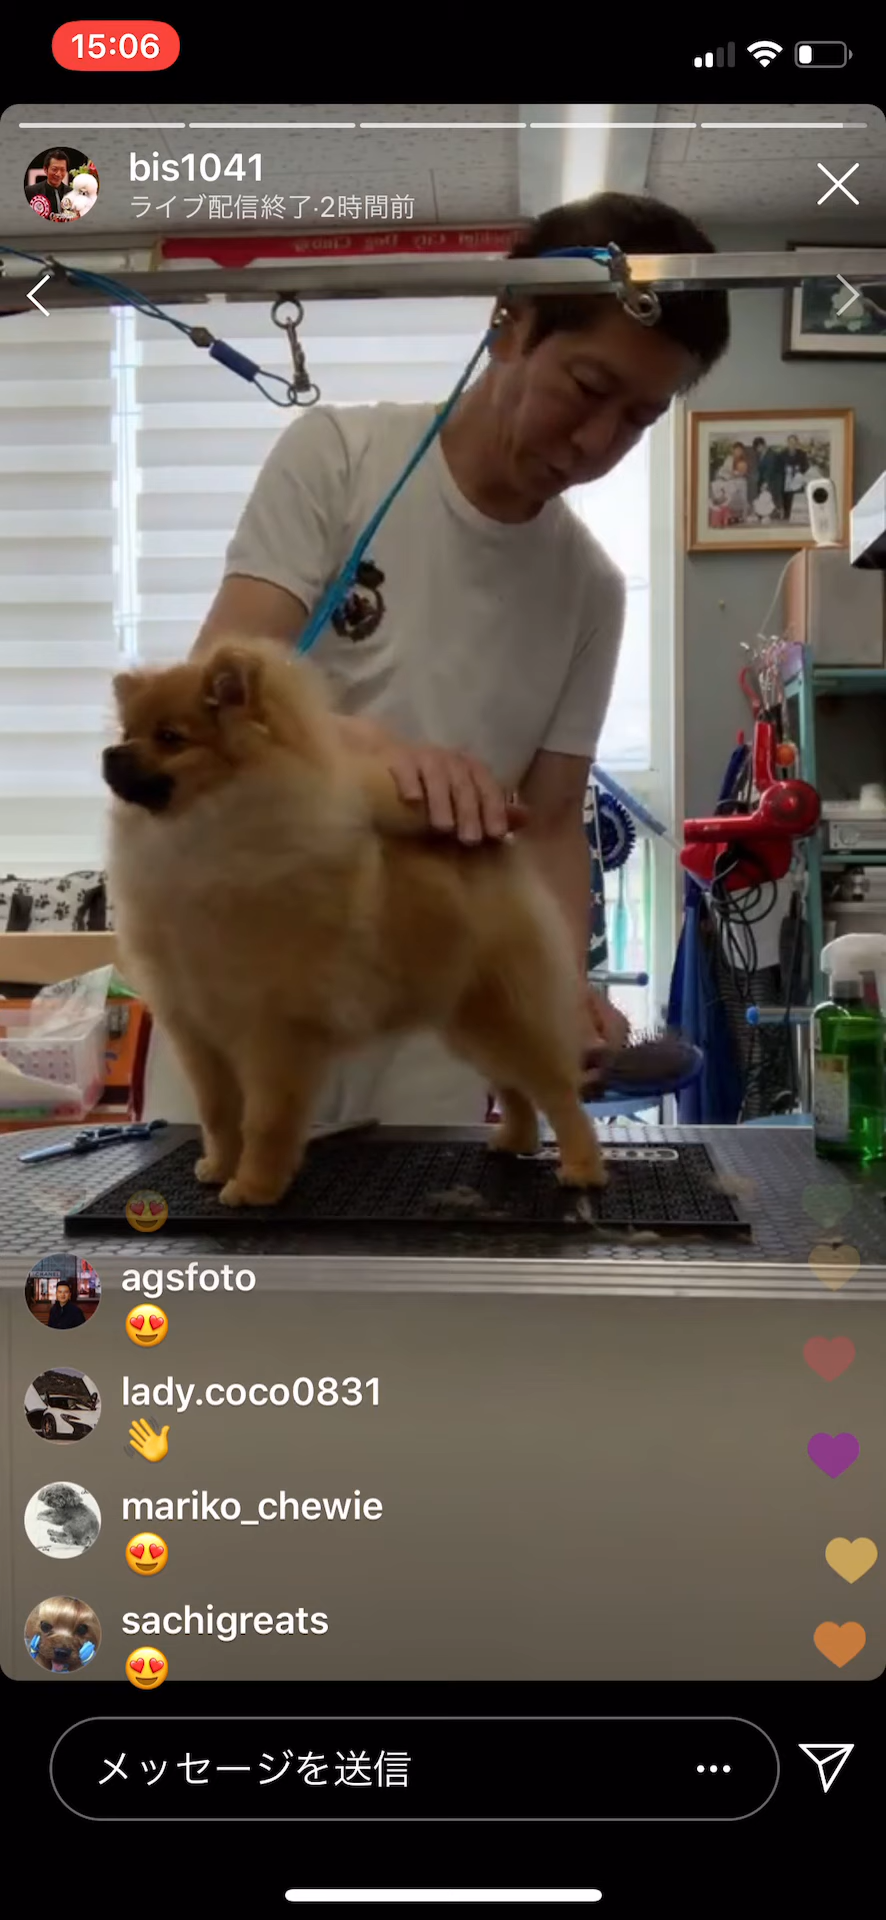 15:06
bis1041
ライブ配信終了·2時間前
agsfoto
😍
lady.coco0831
👋
mariko_chewie
😍
sachigreats
😍
メッセージを送信